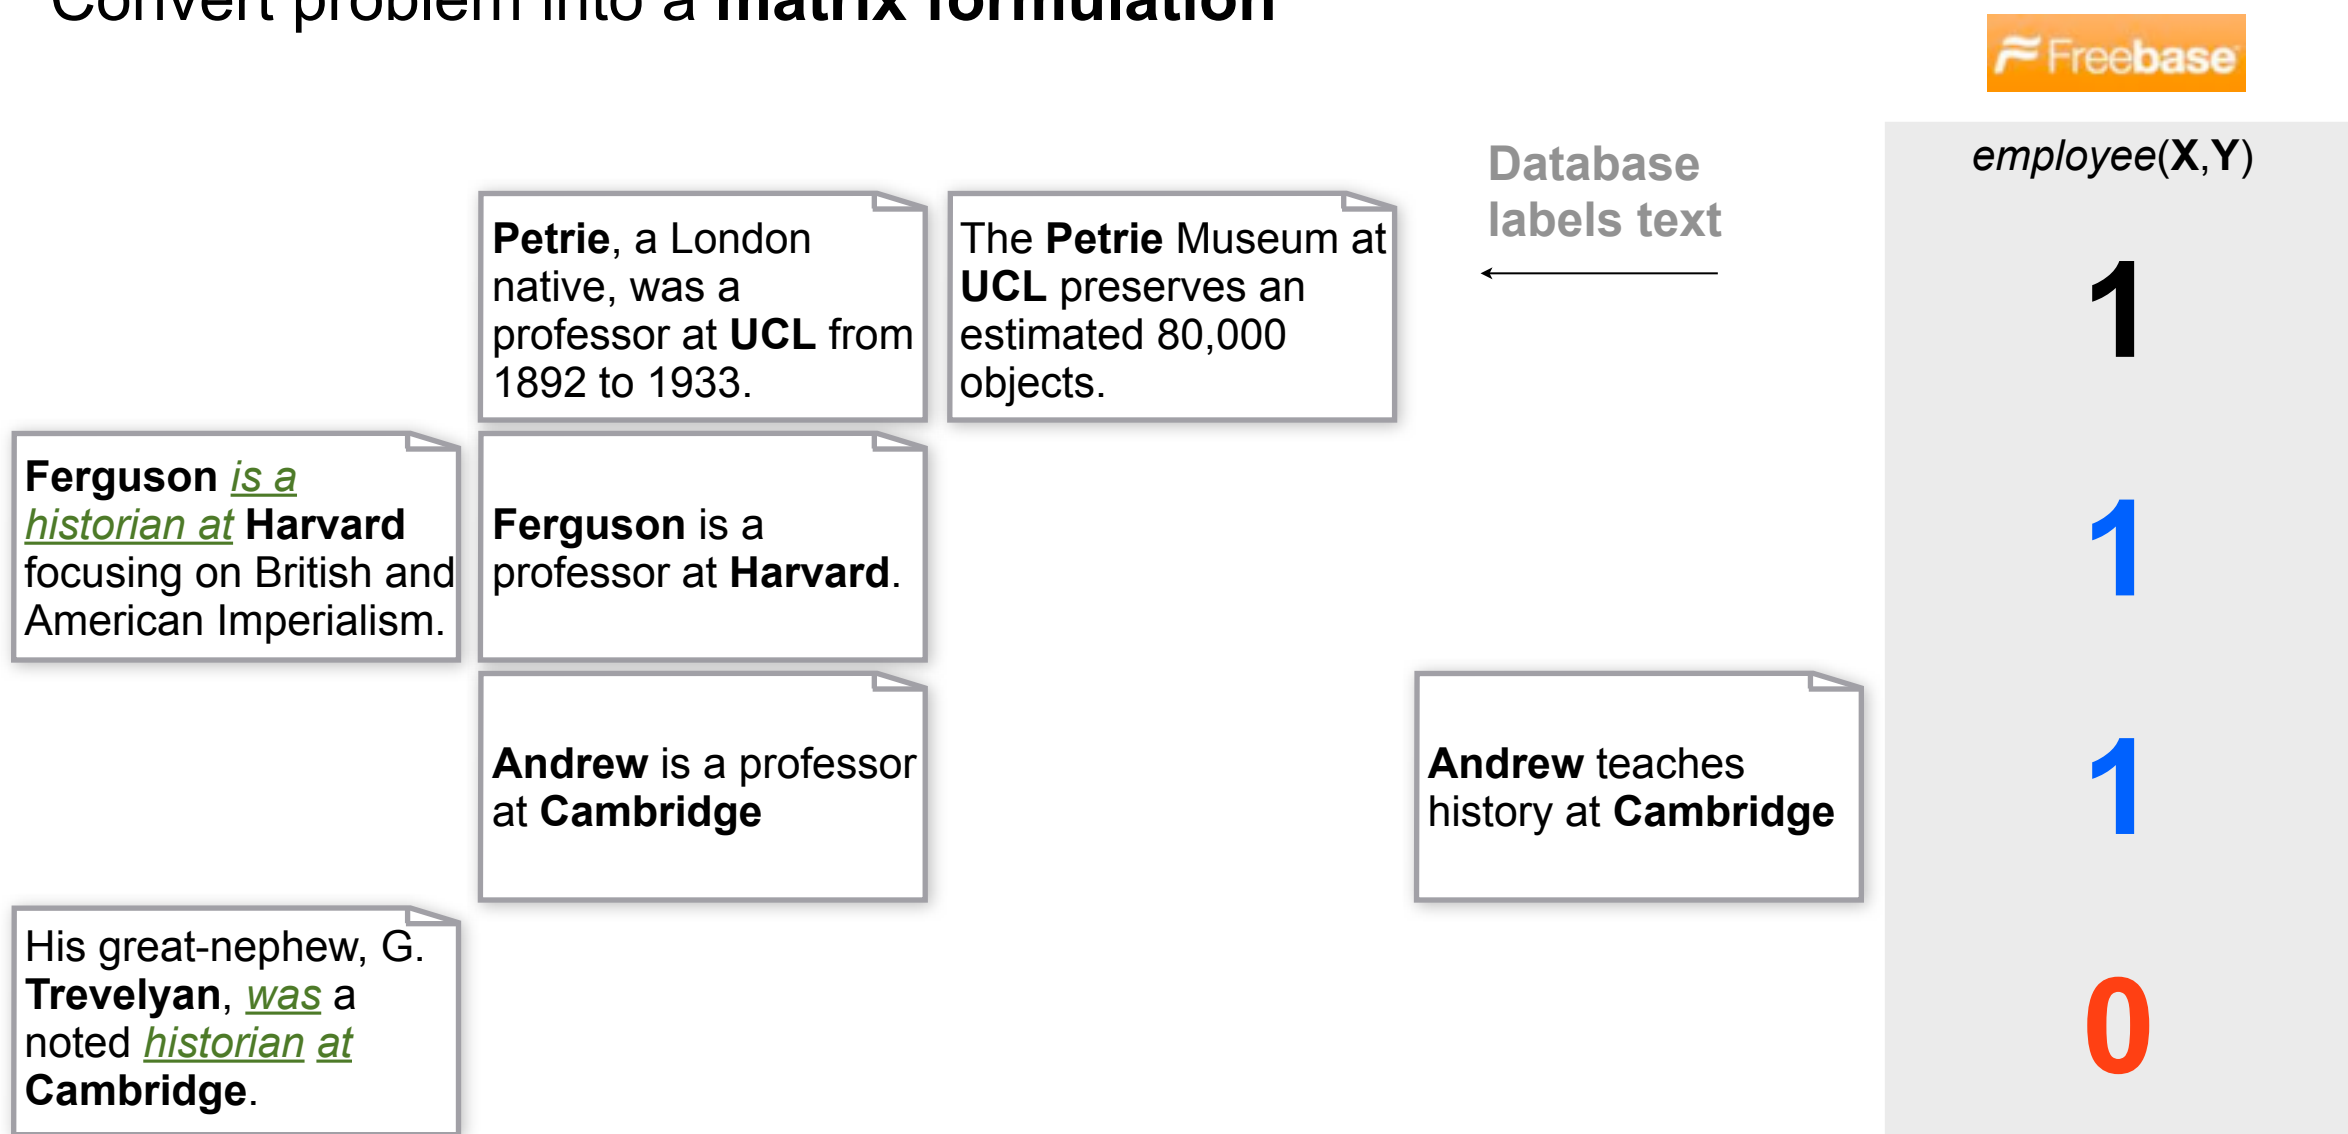 Convert problem into a matrix formulation
Freebase
employee(X,Y)
Database
labels text
Petrie, a London
native, was a
professor at UCL from
1892 to 1933.
The Petrie Museum at
UCL preserves an
estimated 80,000
objects.
1
Ferguson is a
historian at Harvard
focusing on British and
American Imperialism.
Ferguson is a
professor at Harvard.
1
Andrew is a professor
at Cambridge
Andrew teaches
history at Cambridge
1
His great-nephew, G.
Trevelyan, was a
noted historian at
Cambridge.
0